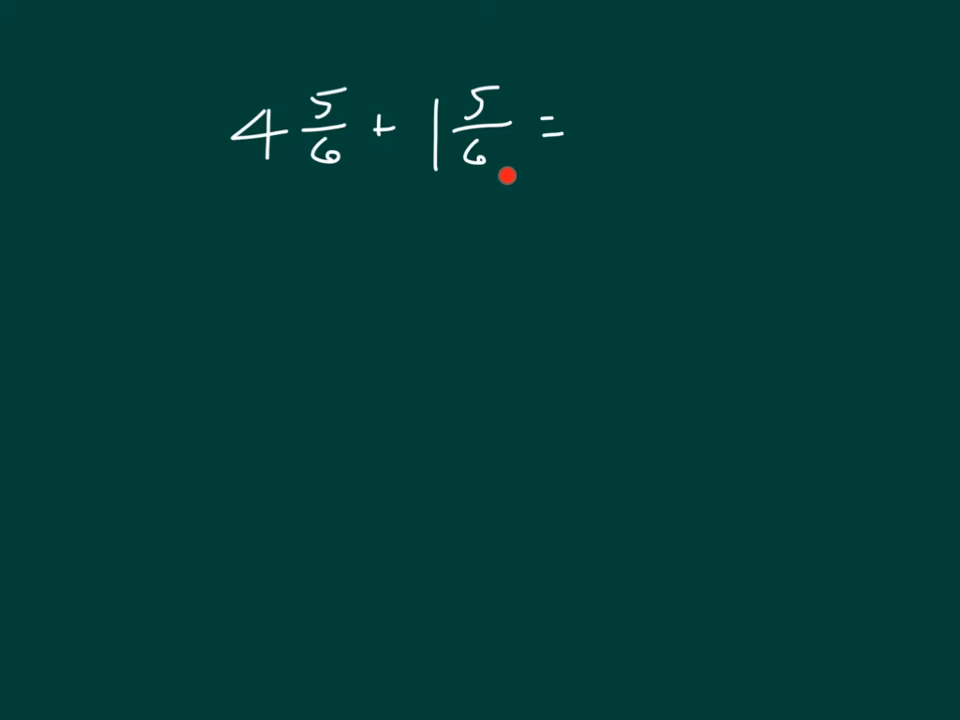 4 5/6 + 1 5/6 =